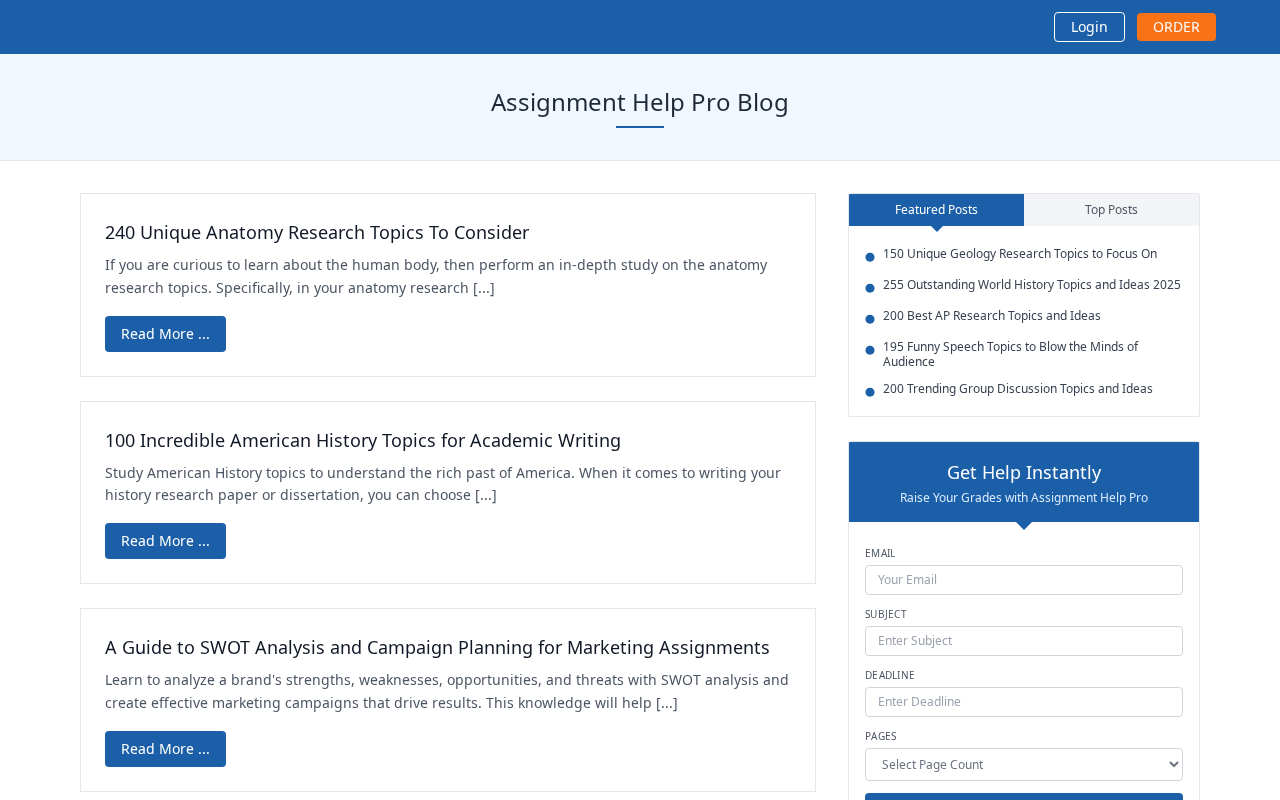 Login
ORDER
Assignment Help Pro Blog
240 Unique Anatomy Research Topics To Consider
If you are curious to learn about the human body, then perform an in-depth study on the anatomy
research topics. Specifically, in your anatomy research [...]
Read More ...
100 Incredible American History Topics for Academic Writing
Study American History topics to understand the rich past of America. When it comes to writing your
history research paper or dissertation, you can choose [...]
Read More ...
A Guide to SWOT Analysis and Campaign Planning for Marketing Assignments
Learn to analyze a brand's strengths, weaknesses, opportunities, and threats with SWOT analysis and
create effective marketing campaigns that drive results. This knowledge will help [...]
Read More ...
Featured Posts
Top Posts
150 Unique Geology Research Topics to Focus On
255 Outstanding World History Topics and Ideas 2025
200 Best AP Research Topics and Ideas
195 Funny Speech Topics to Blow the Minds of
Audience
200 Trending Group Discussion Topics and Ideas
Get Help Instantly
Raise Your Grades with Assignment Help Pro
EMAIL
Your Email
SUBJECT
Enter Subject
DEADLINE
Enter Deadline
PAGES
Select Page Count